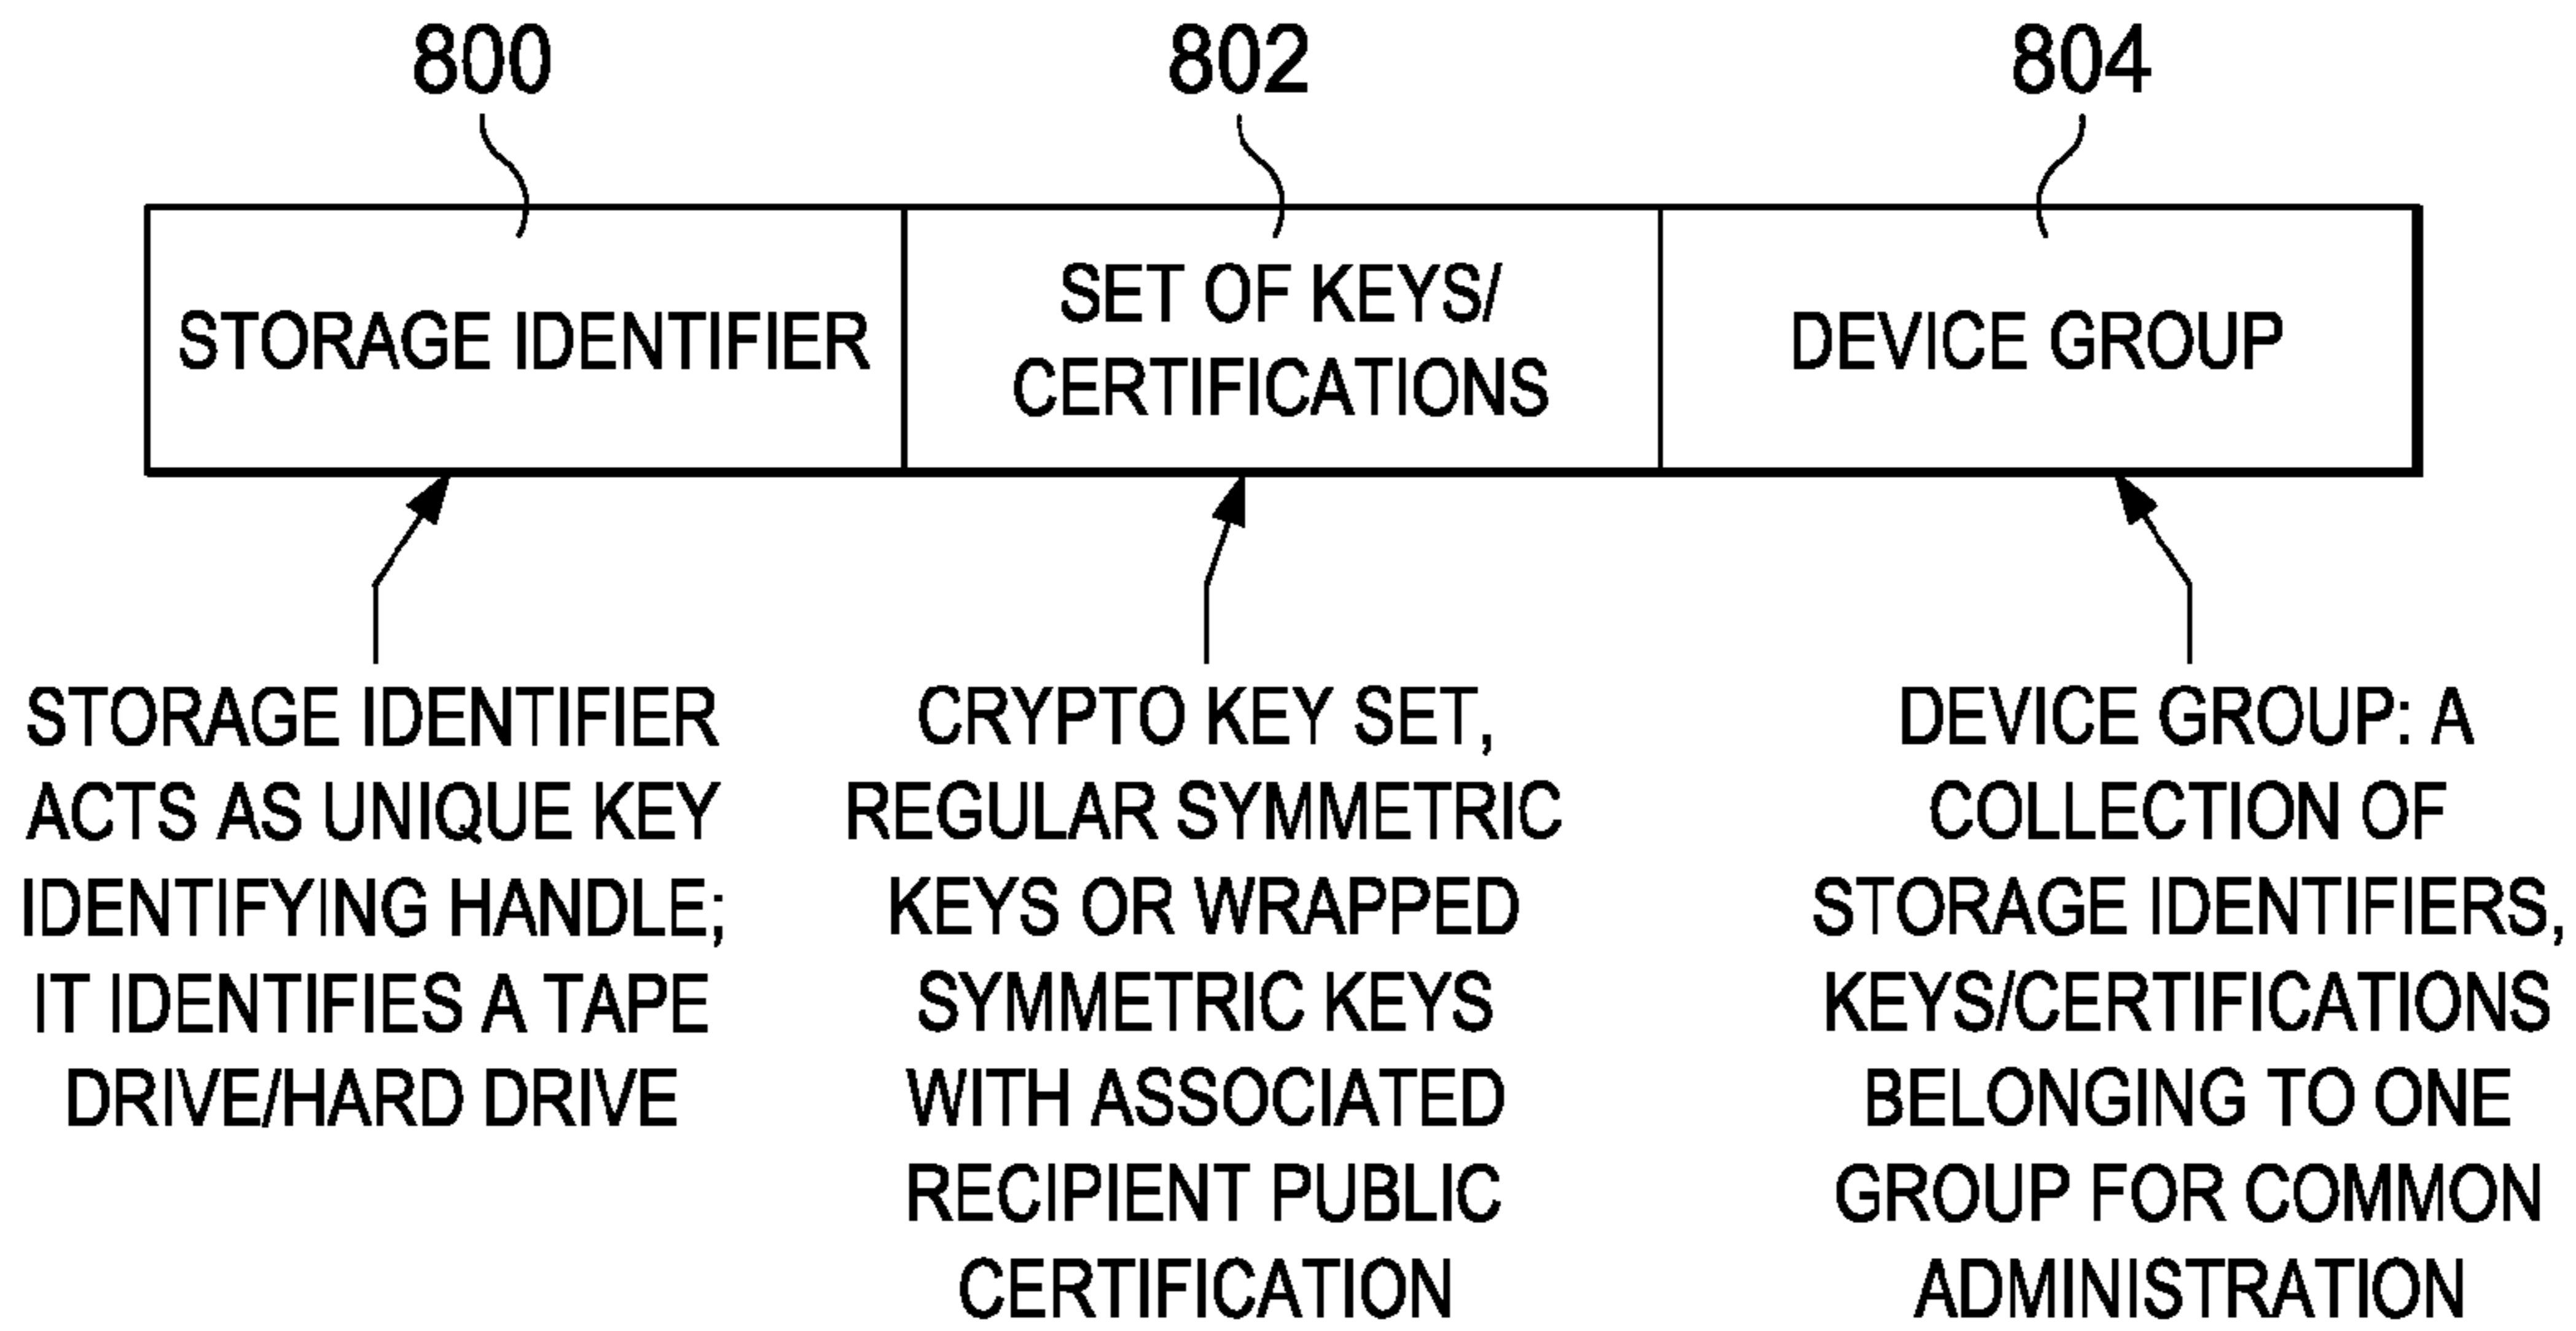 800
802
804
STORAGE IDENTIFIER
SET OF KEYS/
CERTIFICATIONS
DEVICE GROUP
STORAGE IDENTIFIER
ACTS AS UNIQUE KEY
IDENTIFYING HANDLE;
IT IDENTIFIES A TAPE
DRIVE/HARD DRIVE
CRYPTO KEY SET,
REGULAR SYMMETRIC
KEYS OR WRAPPED
SYMMETRIC KEYS
WITH ASSOCIATED
RECIPIENT PUBLIC
CERTIFICATION
DEVICE GROUP: A
COLLECTION OF
STORAGE IDENTIFIERS,
KEYS/CERTIFICATIONS
BELONGING TO ONE
GROUP FOR COMMON
ADMINISTRATION